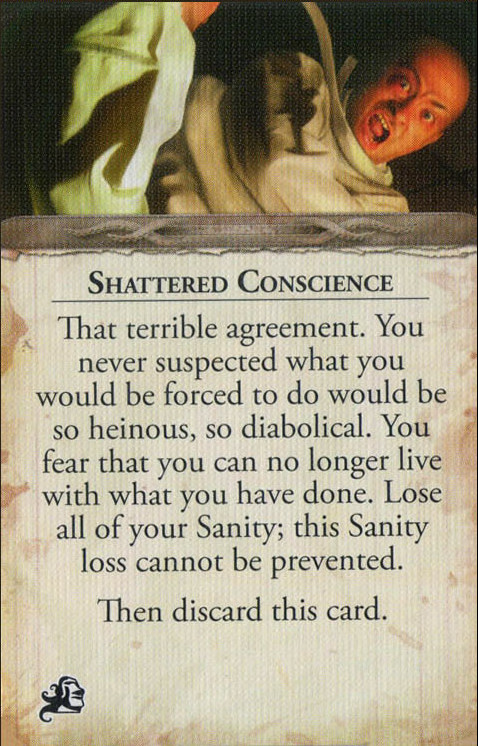 Shattered Conscience
That terrible agreement. You
never suspected what you
would be forced to do would be
so heinous, so diabolical. You
fear that you can no longer live
with what you have done. Lose
all of your Sanity; this Sanity
loss cannot be prevented.
Then discard this card.